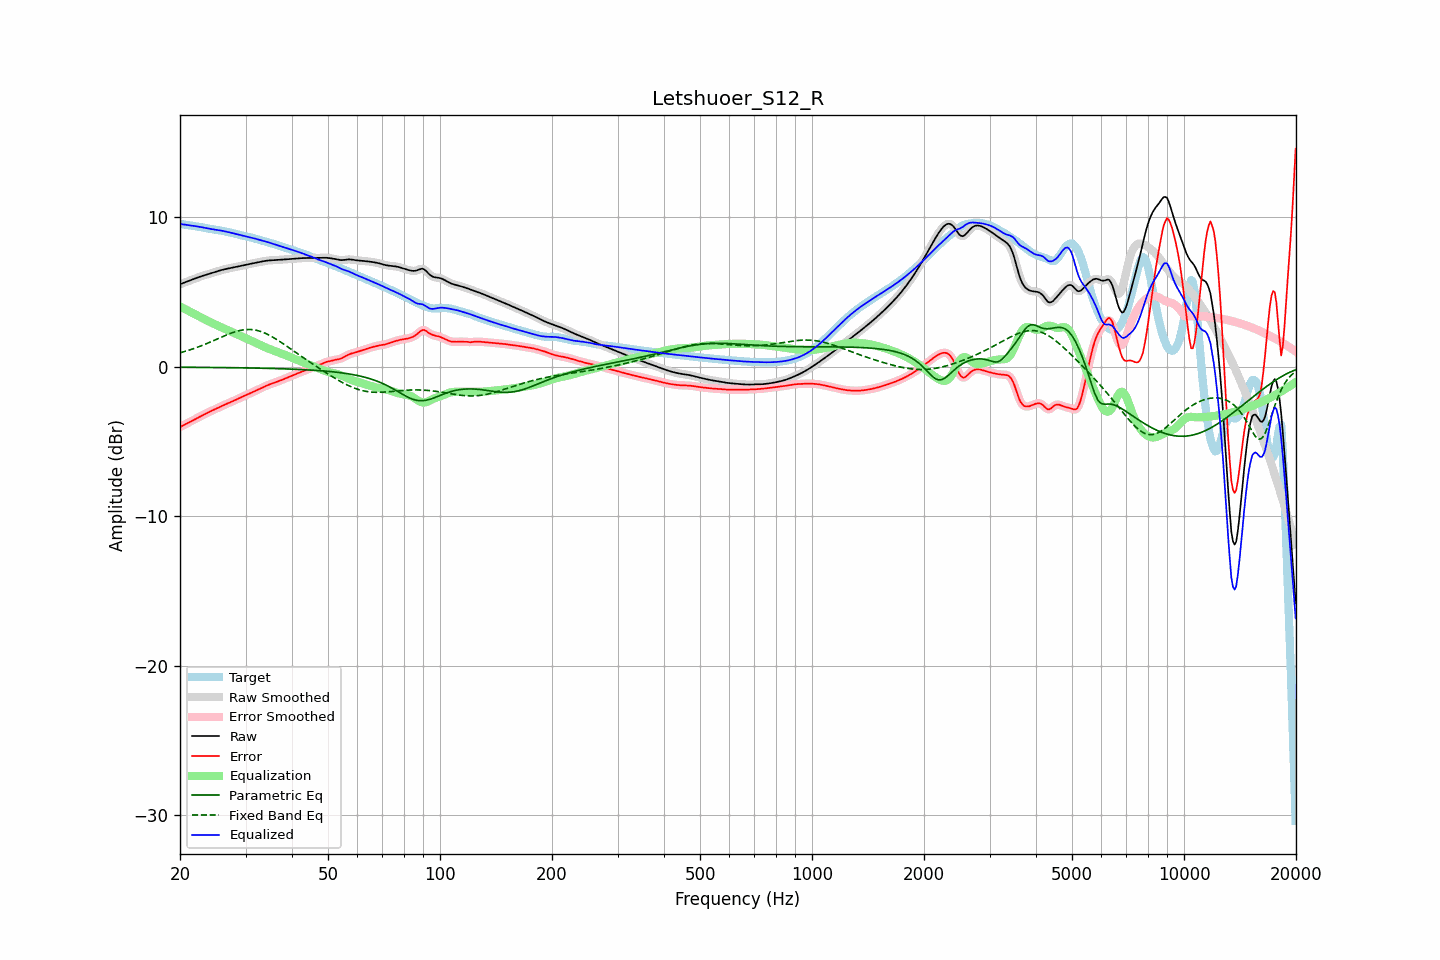 Letshuoer_S12_R
Amplitude (dBr)
10
0
−10
−20
−30
Target
Raw Smoothed
Error Smoothed
Raw
Error
Equalization
Parametric Eq
Fixed Band Eq
Equalized
20 50 100 200 500 1000 2000 5000 10000 20000
Frequency (Hz)